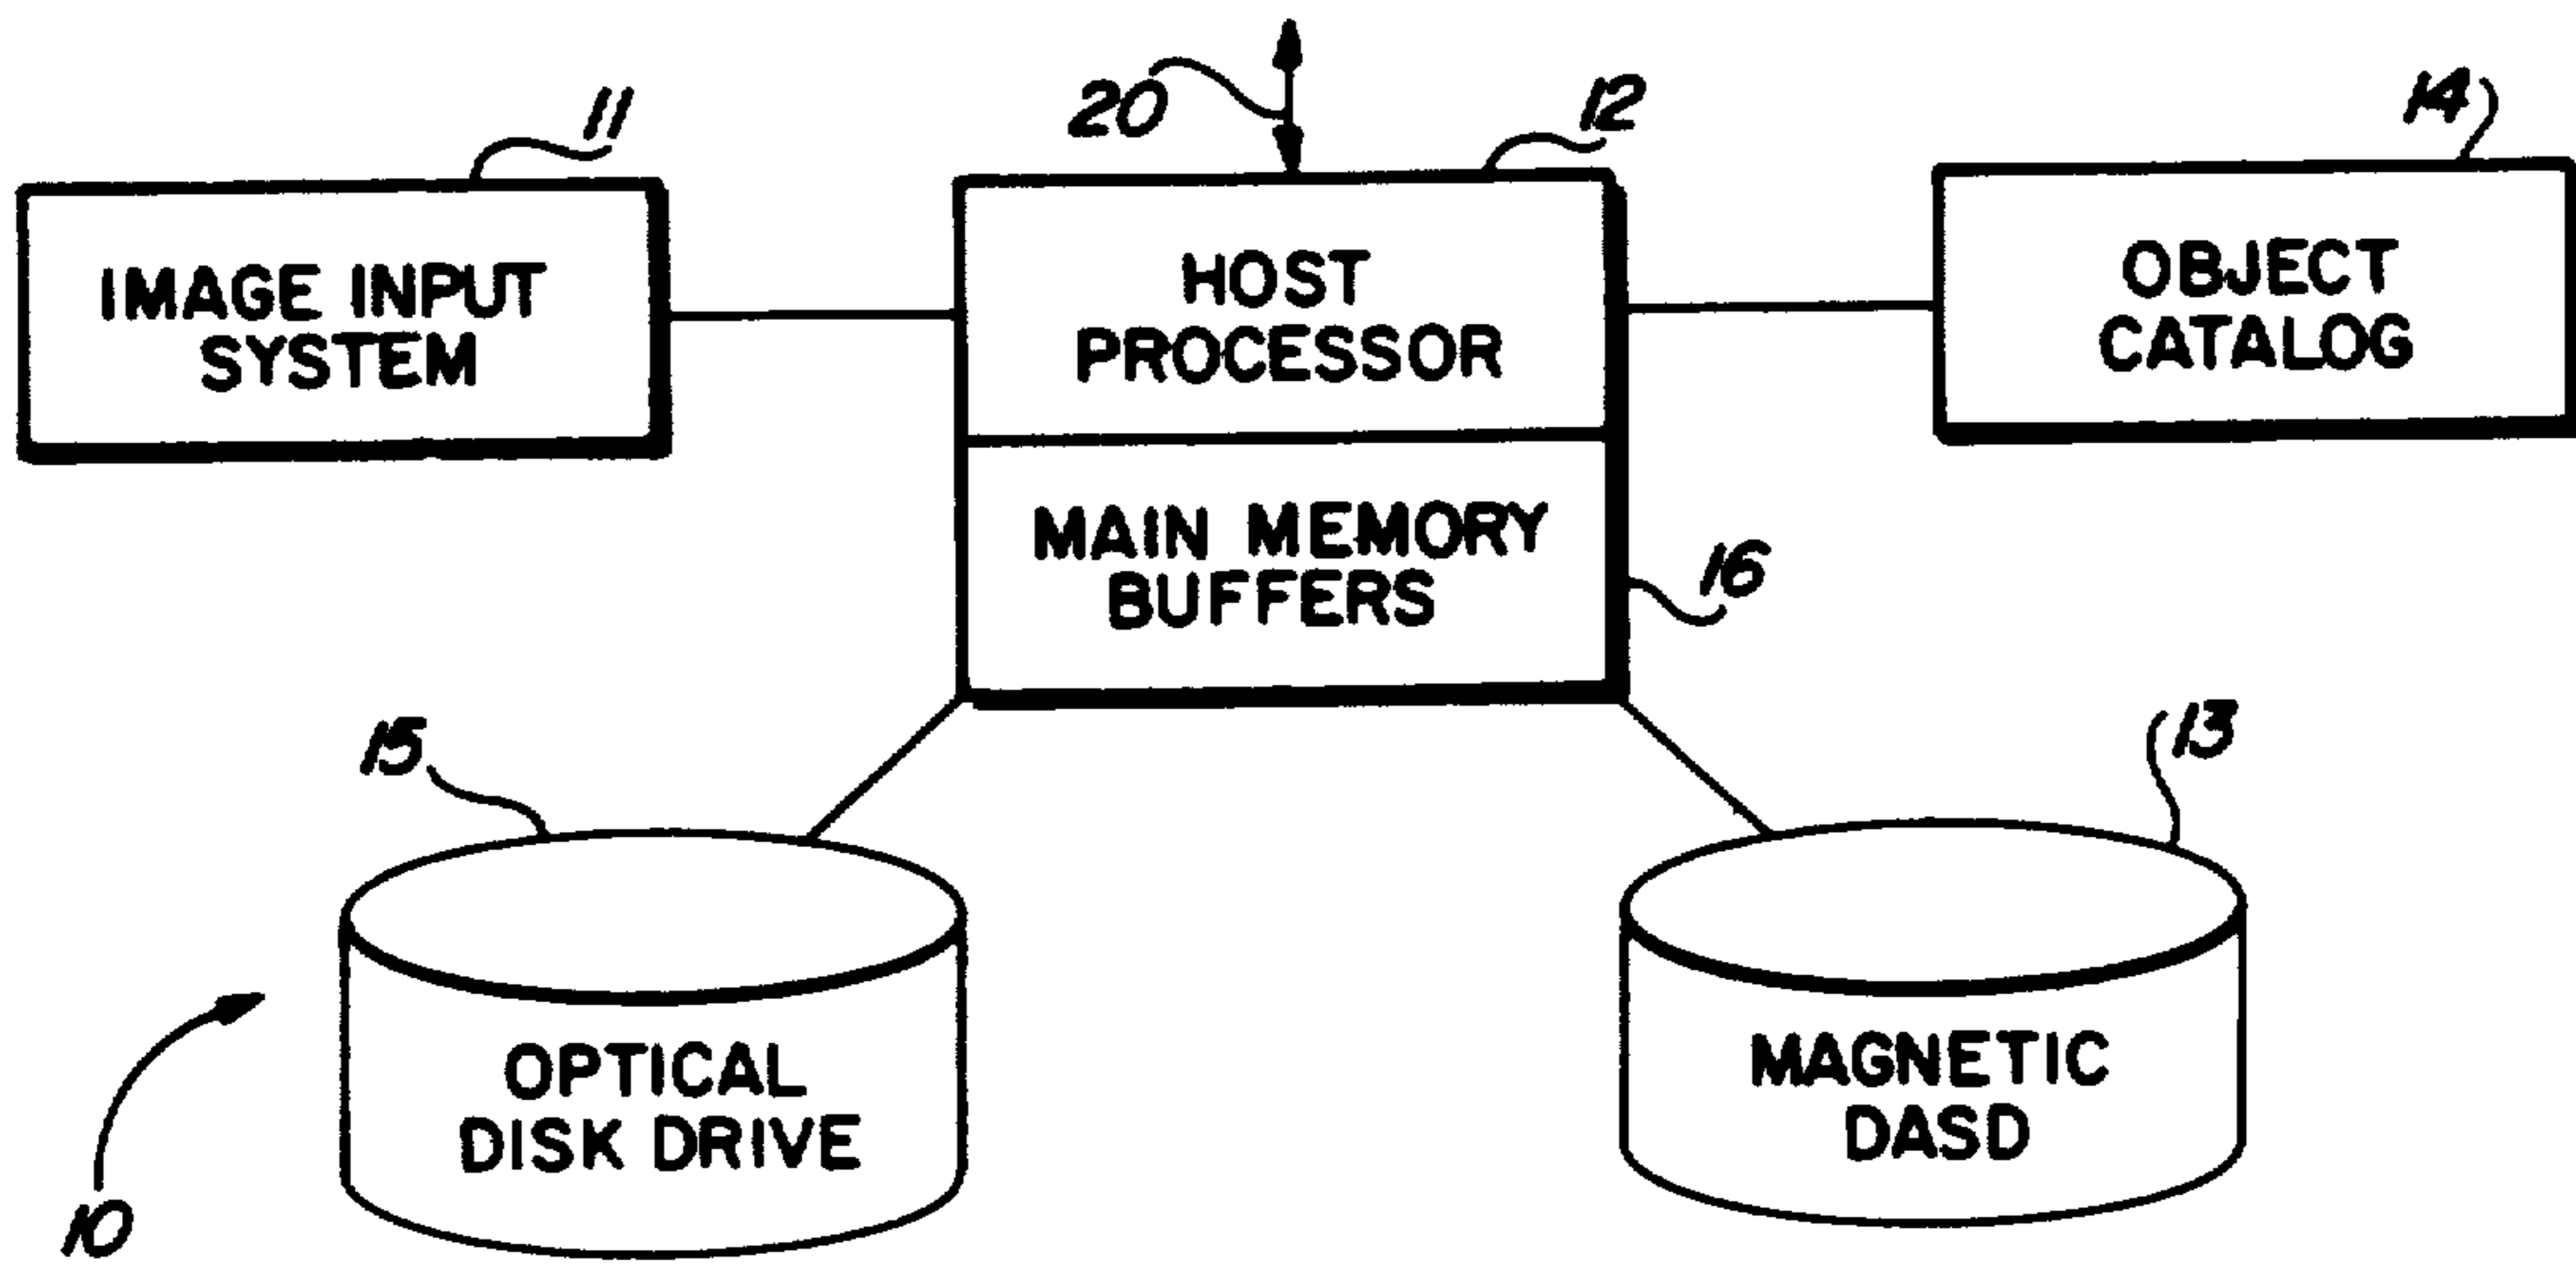 20
11
12
14
IMAGE INPUT
SYSTEM
HOST
PROCESSOR
OBJECT
CATALOG
MAIN MEMORY
BUFFERS
16
15
13
OPTICAL
DISK DRIVE
MAGNETIC
DASD
10